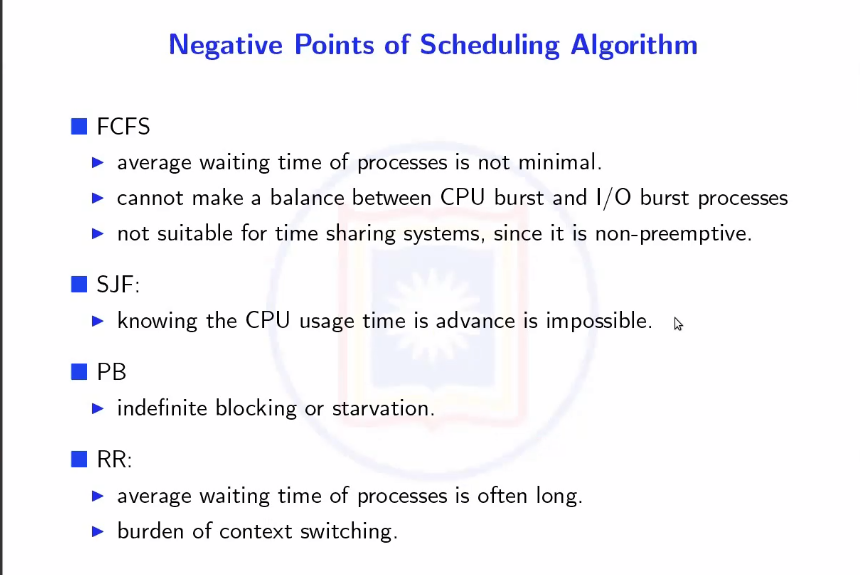 Negative Points of Scheduling Algorithm
FCFS
average waiting time of processes is not minimal.
cannot make a balance between CPU burst and I/O burst processes
not suitable for time sharing systems, since it is non-preemptive.
SJF:
knowing the CPU usage time is advance is impossible.
PB
indefinite blocking or starvation.
RR:
average waiting time of processes is often long.
burden of context switching.